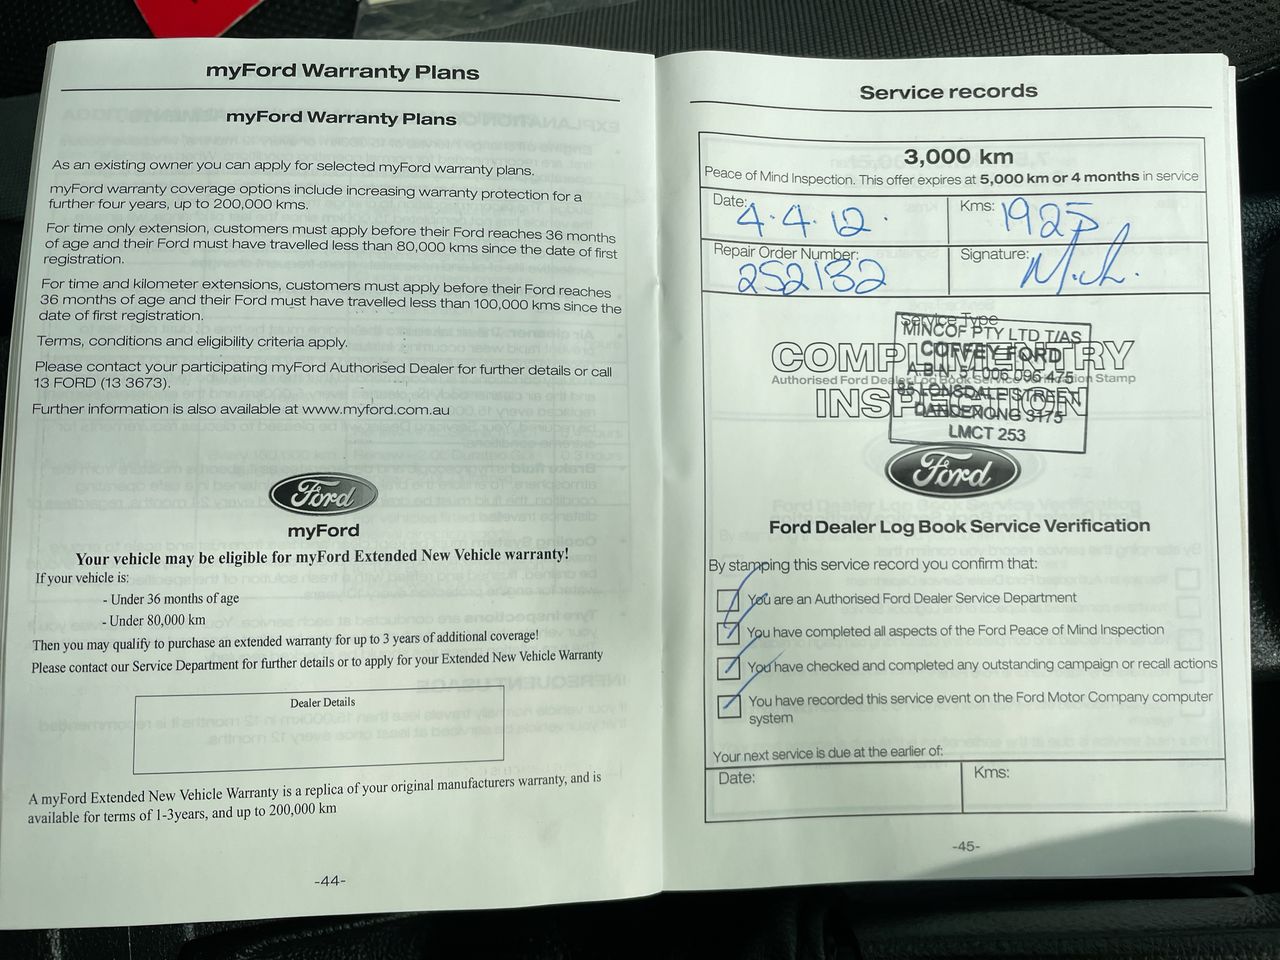 myFord Warranty Plans
myFord Warranty Plans
As an existing owner you can apply for selected myFord warranty plans.
myFord warranty coverage options include increasing warranty protection for a
further four years, up to 200,000 kms.
For time only extension, customers must apply before their Ford reaches 36 months
of age and their Ford must have travelled less than 80,000 kms since the date of first
registration.
For time and kilometer extensions, customers must apply before their Ford reaches
36 months of age and their Ford must have travelled less than 100,000 kms since the
date of first registration.
Terms, conditions and eligibility criteria apply.
Please contact your participating myFord Authorised Dealer for further details or call
13 FORD (13 3673).
Further information is also available at www.myford.com.au
Ford
myFord
Your vehicle may be eligible for myFord Extended New Vehicle warranty!
If your vehicle is:
- Under 36 months of age
- Under 80,000 km
Then you may qualify to purchase an extended warranty for up to 3 years of additional coverage!
Please contact our Service Department for further details or to apply for your Extended New Vehicle Warranty
Dealer Details
A myFord Extended New Vehicle Warranty is a replica of your original manufacturers warranty, and is
available for terms of 1-3years, and up to 200,000 km
-44-
Service records
3,000 km
Peace of Mind Inspection. This offer expires at 5,000 km or 4 months in service
Date: 4.4.12.
Kms: 1925
Repair Order Number: 252132
Signature:
Service Type
COMPLIMENTRY
Authorised Ford Dealer Log Book Service Verification Stamp
INSPECTION
MINCOF PTY LTD T/AS
COFFEY FORD
A.B.N. 51 006 096 475
85 LONSDALE STREET
DANDENONG 3175
LMCT 253
Ford
Ford Dealer Log Book Service Verification
By stamping this service record you confirm that:
You are an Authorised Ford Dealer Service Department
You have completed all aspects of the Ford Peace of Mind Inspection
You have checked and completed any outstanding campaign or recall actions
You have recorded this service event on the Ford Motor Company computer
system
Your next service is due at the earlier of:
Date:
Kms:
-45-